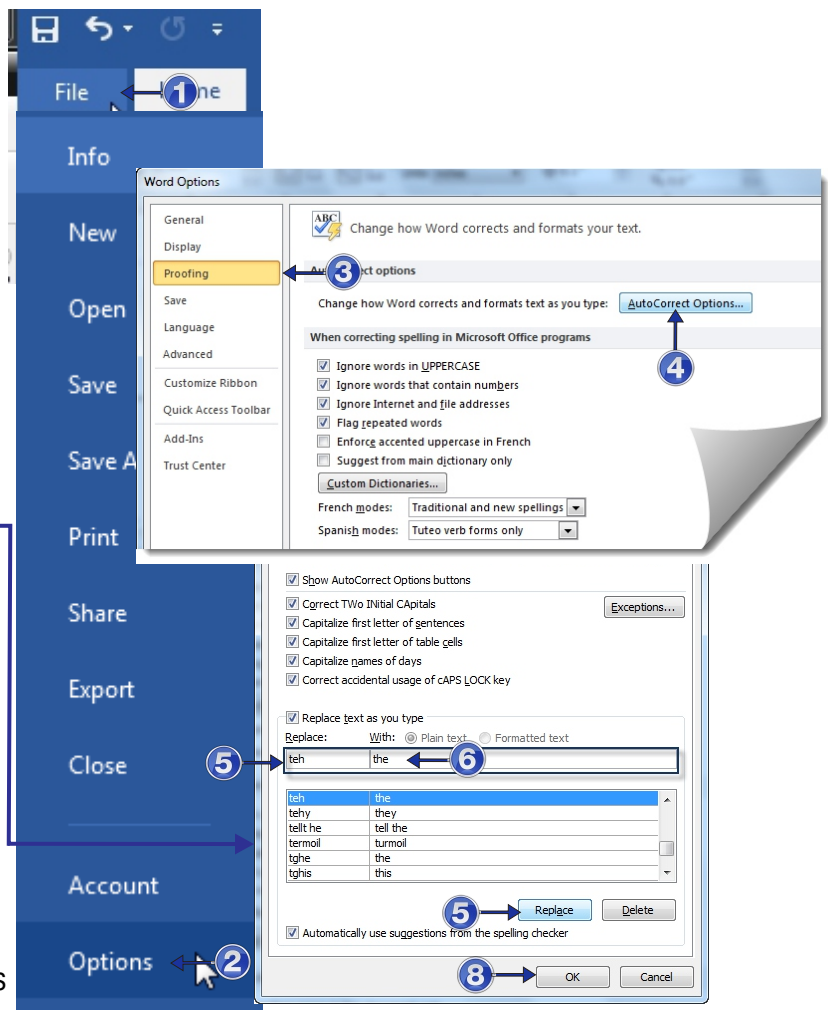 File
1
ne
Info
New
Open
Save
Save A
Print
Share
Export
Close
Account
Options
2
s
Word Options
General
Display
Proofing
3
Save
Language
Advanced
Customize Ribbon
Quick Access Toolbar
Add-Ins
Trust Center
ABC
Change how Word corrects and formats your text.
Au ect options
Change how Word corrects and formats text as you type:
AutoCorrect Options...
4
When correcting spelling in Microsoft Office programs
Ignore words in UPPERCASE
Ignore words that contain numbers
Ignore Internet and file addresses
Flag repeated words
Enforce accented uppercase in French
Suggest from main dictionary only
Custom Dictionaries...
French modes: Traditional and new spellings
Spanish modes: Tuteo verb forms only
Show AutoCorrect Options buttons
Correct TWo INitial CApitals
Exceptions...
Capitalize first letter of sentences
Capitalize first letter of table cells
Capitalize names of days
Correct accidental usage of cAPS LOCK key
Replace text as you type
Replace: With: Plain text Formatted text
5
teh the
6
teh the
tehy they
tellt he tell the
termoil turmoil
tghe the
tghis this
5
Replace Delete
Automatically use suggestions from the spelling checker
8
OK Cancel